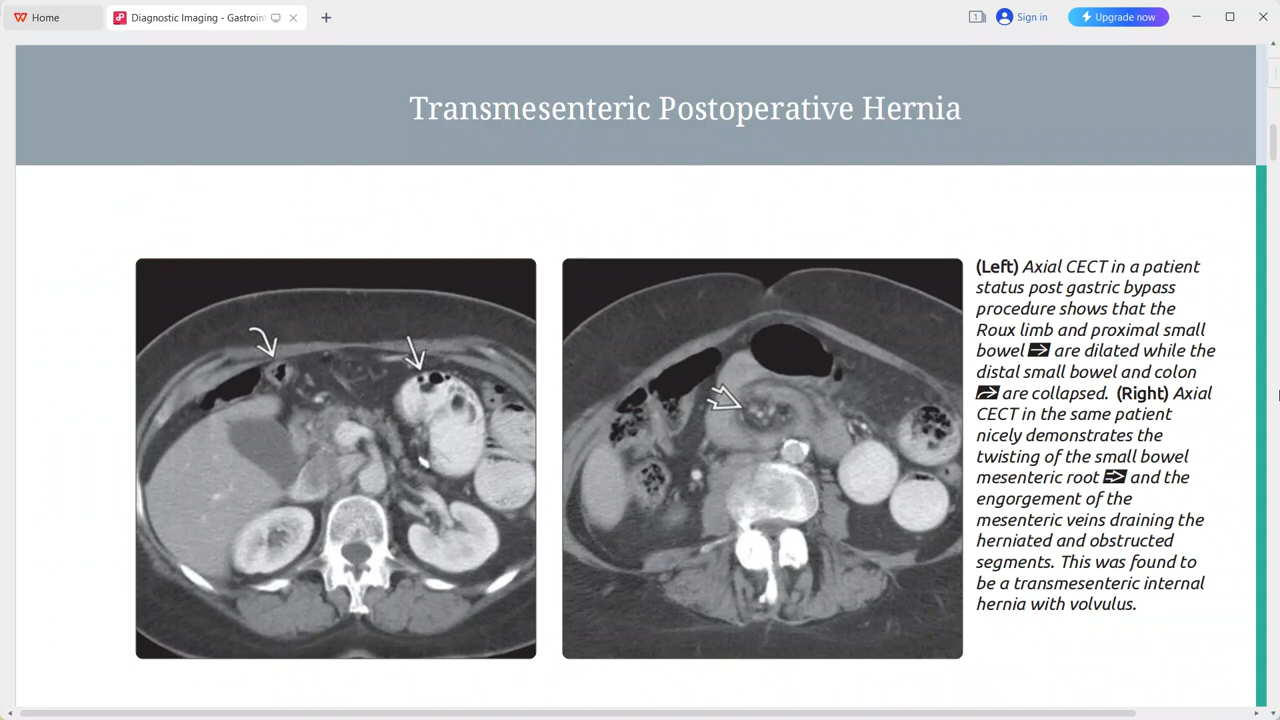 Home
Diagnostic Imaging - Gastroint
1
Sign in
Upgrade now
Transmesenteric Postoperative Hernia
(Left) Axial CECT in a patient
status post gastric bypass
procedure shows that the
Roux limb and proximal small
bowel are dilated while the
distal small bowel and colon
are collapsed. (Right) Axial
CECT in the same patient
nicely demonstrates the
twisting of the small bowel
mesenteric root and the
engorgement of the
mesenteric veins draining the
herniated and obstructed
segments. This was found to
be a transmesenteric internal
hernia with volvulus.